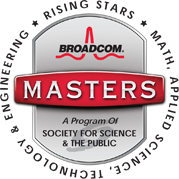 RISING STARS ★ MATH, APPLIED SCIENCE, TECHNOLOGY & ENGINEERING ★
BROADCOM.
MASTERS
A Program Of
SOCIETY FOR SCIENCE
& THE PUBLIC